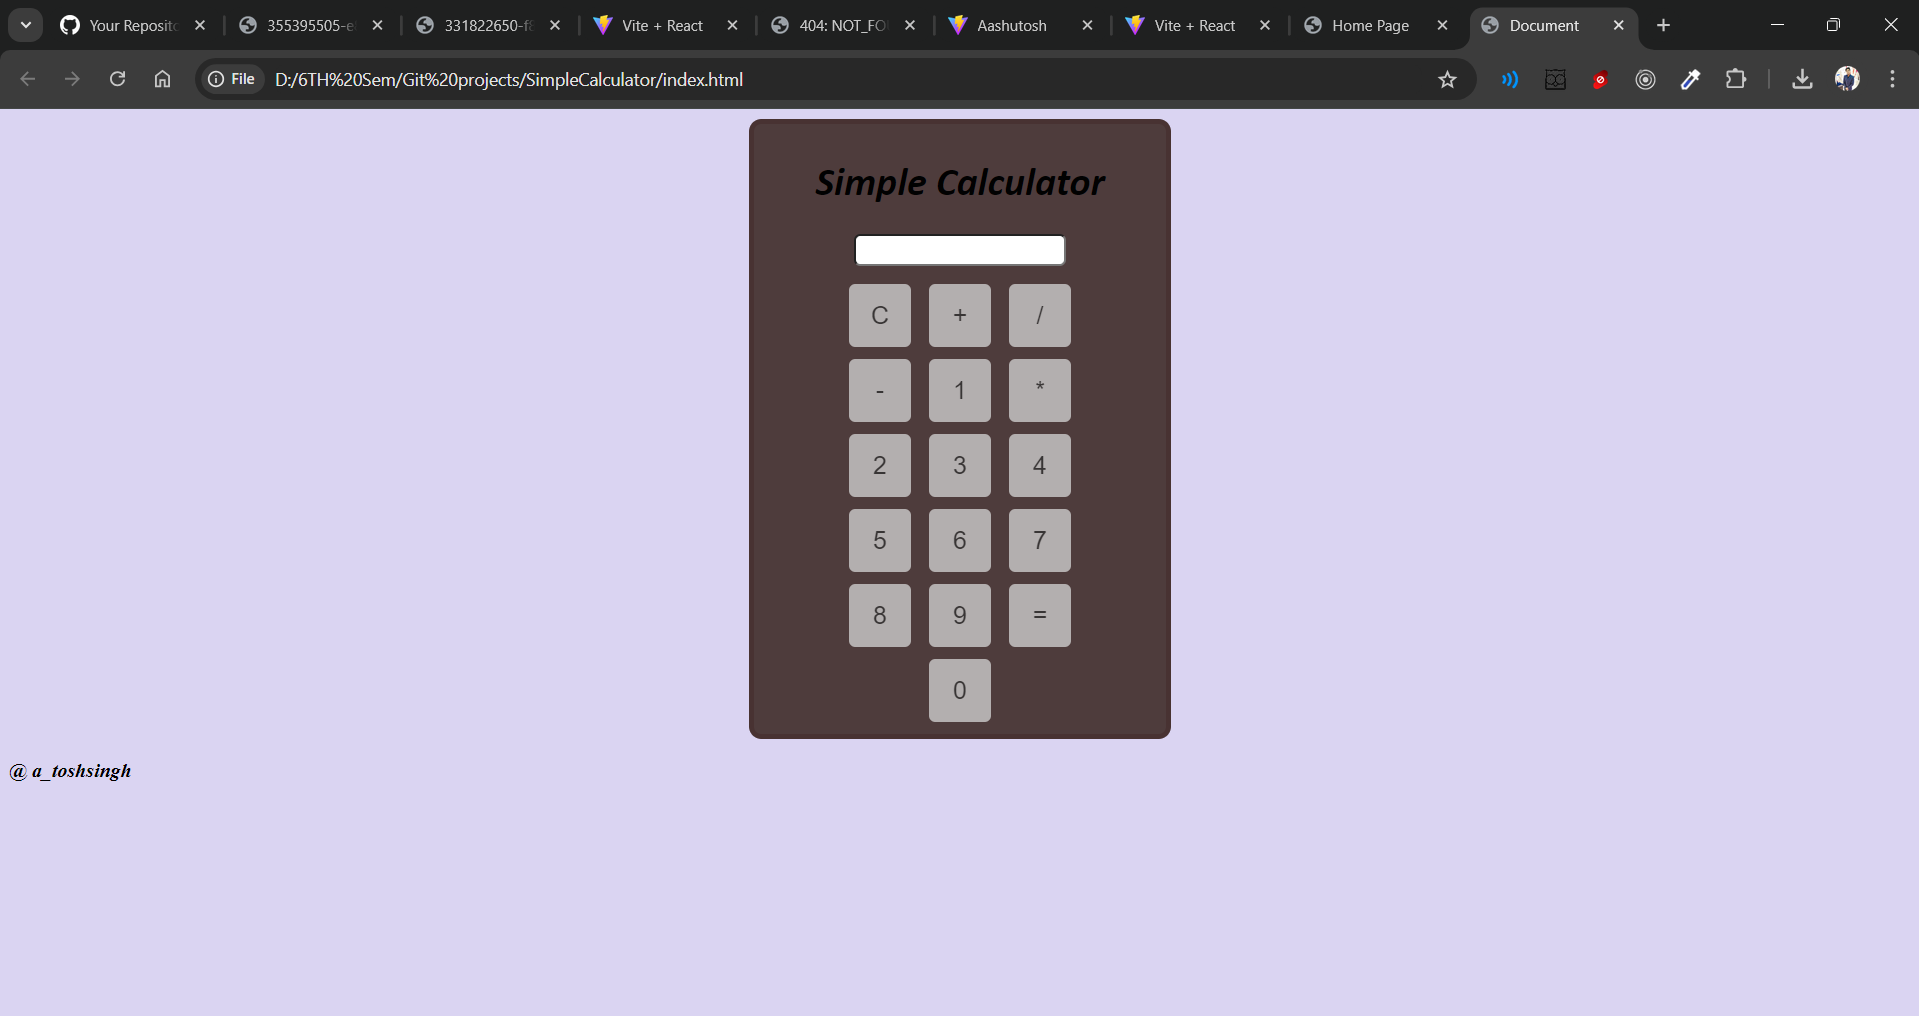 Your Reposito
355395505-e
331822650-f
Vite + React
404: NOT_FO
Aashutosh
Vite + React
Home Page
Document
File D:/6TH%20Sem/Git%20projects/SimpleCalculator/index.html
Simple Calculator
C + /
- 1 *
2 3 4
5 6 7
8 9 =
0
@ a_toshsingh